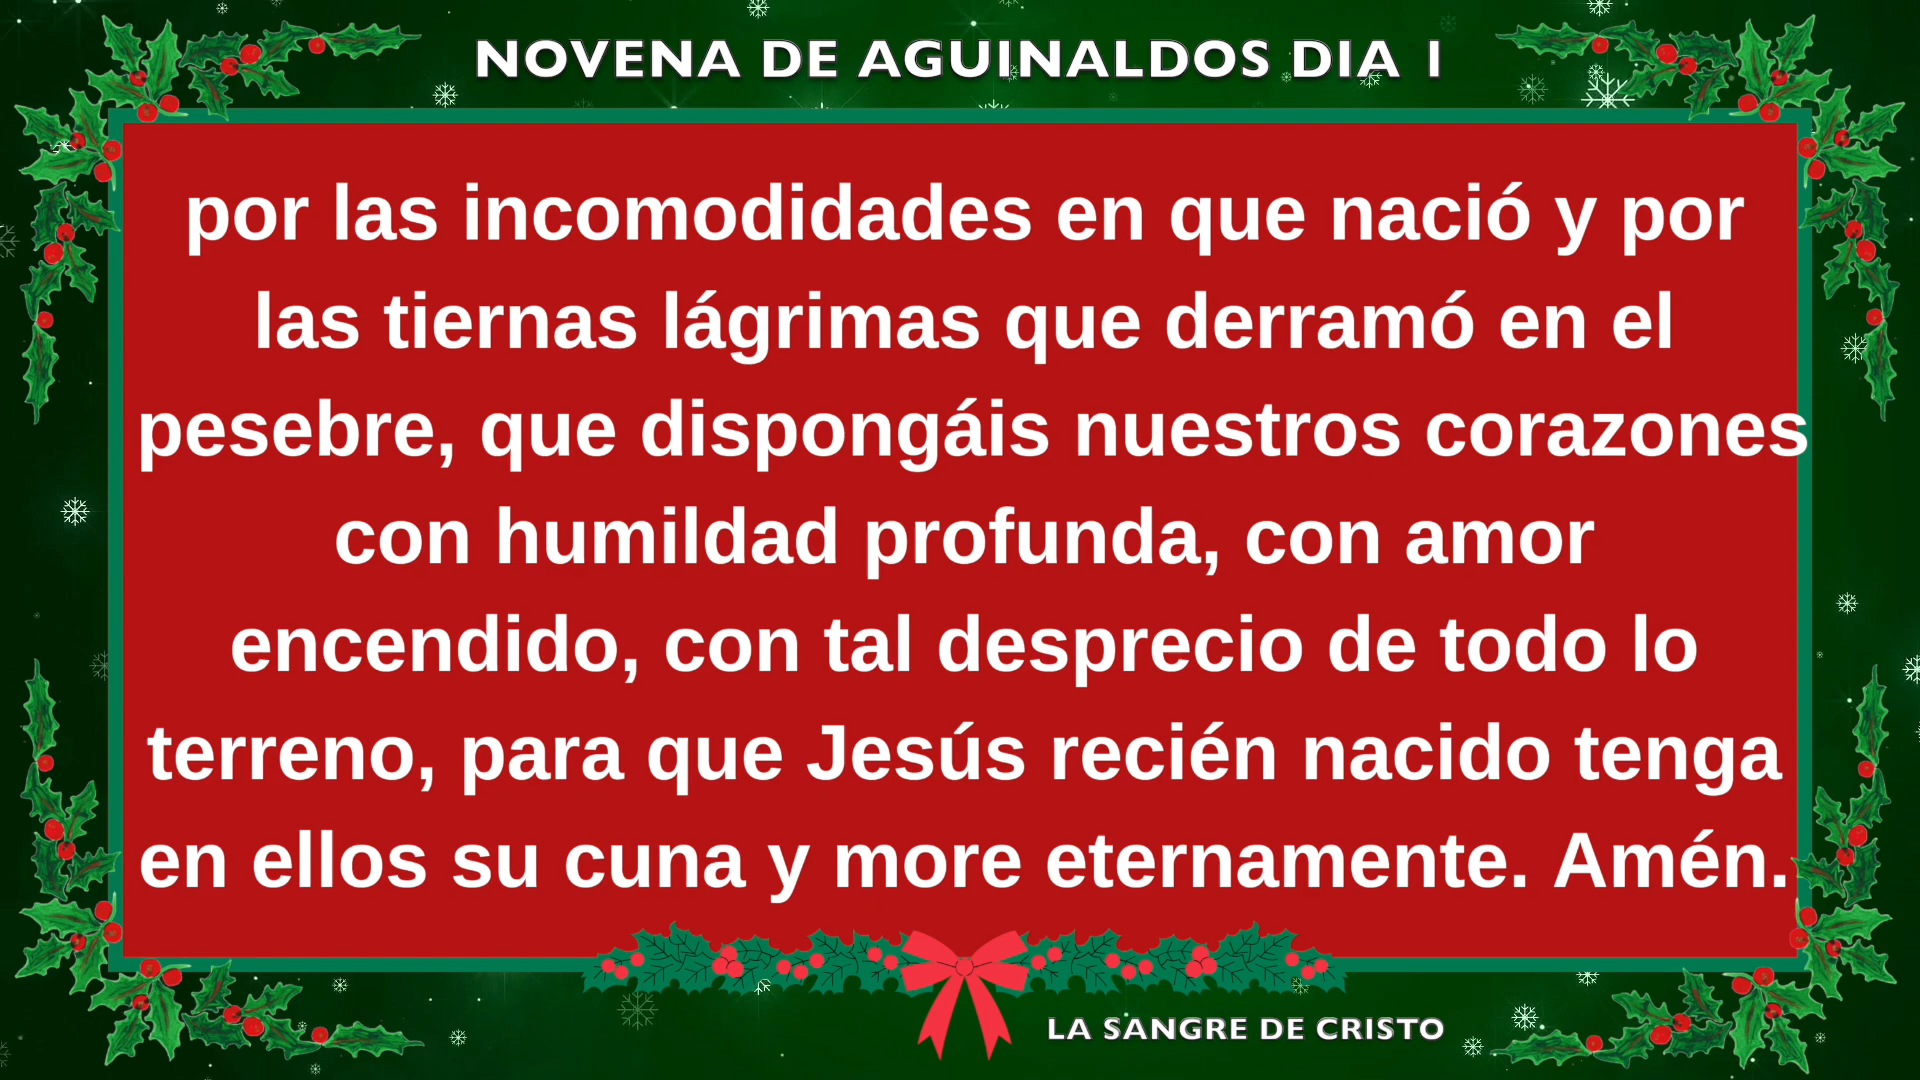 NOVENA DE AGUINALDOS DIA 1
por las incomodidades en que nació y por
las tiernas lágrimas que derramó en el
pesebre, que dispongáis nuestros corazones
con humildad profunda, con amor
encendido, con tal desprecio de todo lo
terreno, para que Jesús recién nacido tenga
en ellos su cuna y more eternamente. Amén.
LA SANGRE DE CRISTO